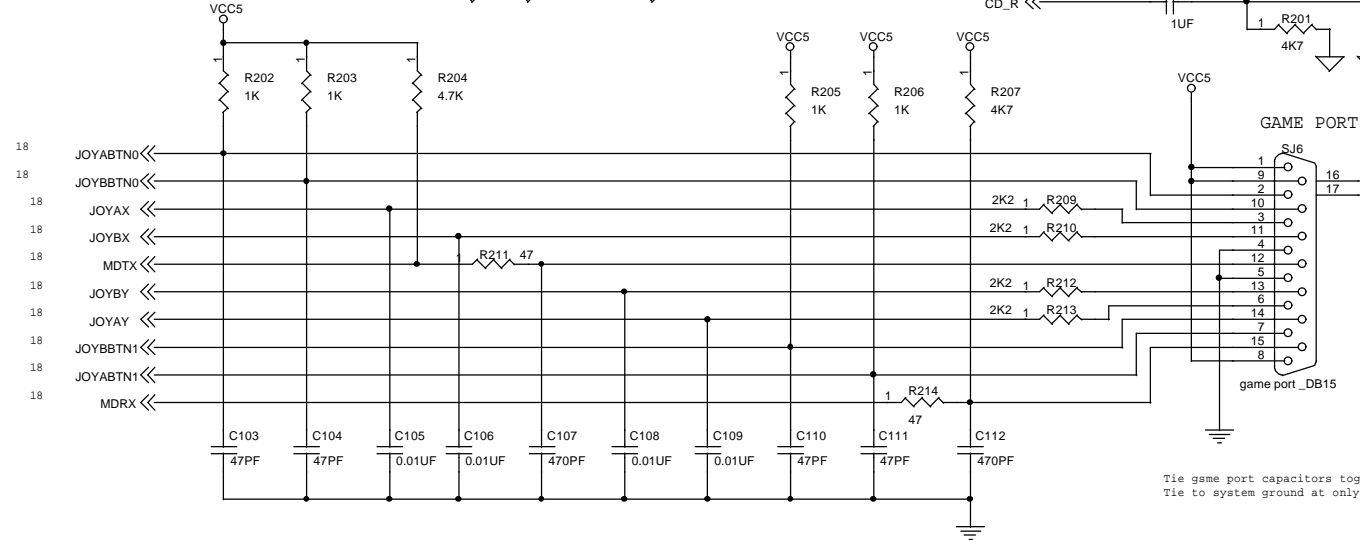 VCC5
CD_R
1UF
1 R201
4K7
VCC5 VCC5 VCC5
VCC5
1 1 1 1 1 1
R202 R203 R204
1K 1K 4.7K
R205 R206 R207
1K 1K 4K7
GAME PORT
SJ6
18 JOYABTN0
18 JOYBBTN0
18 JOYAX 2K2 1 R209
18 JOYBX 2K2 1 R210
18 MDTX 1 R211 47
18 JOYBY 2K2 1 R212
18 JOYAY 2K2 1 R213
18 JOYBBTN1
18 JOYABTN1
18 MDRX 1 R214
47
1
9
2
10
3
11
4
12
5
13
6
14
7
15
8
16
17
game port _DB15
C103 C104 C105 C106 C107 C108 C109 C110 C111 C112
47PF 47PF 0.01UF 0.01UF 470PF 0.01UF 0.01UF 47PF 47PF 470PF
Tie gsme port capacitors tog
Tie to system ground at only